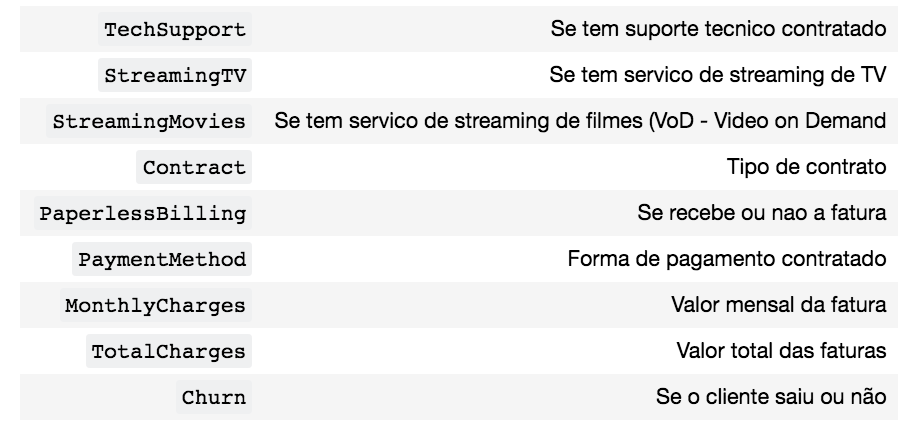 TechSupport Se tem suporte tecnico contratado
StreamingTV Se tem servico de streaming de TV
StreamingMovies Se tem servico de streaming de filmes (VoD - Video on Demand
Contract Tipo de contrato
PaperlessBilling Se recebe ou nao a fatura
PaymentMethod Forma de pagamento contratado
MonthlyCharges Valor mensal da fatura
TotalCharges Valor total das faturas
Churn Se o cliente saiu ou não